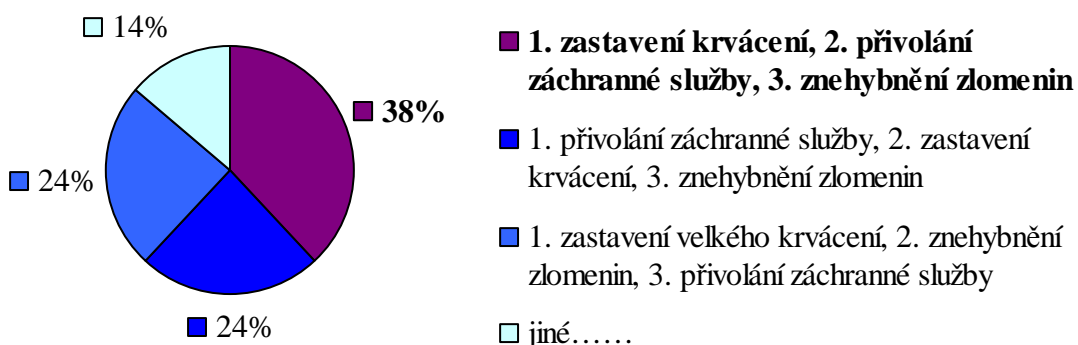 14%
38%
24%
24%
1. zastavení krvácení, 2. přivolání
záchranné služby, 3. znehybnění zlomenin
1. přivolání záchranné služby, 2. zastavení
krvácení, 3. znehybnění zlomenin
1. zastavení velkého krvácení, 2. znehybnění
zlomenin, 3. přivolání záchranné služby
jiné……